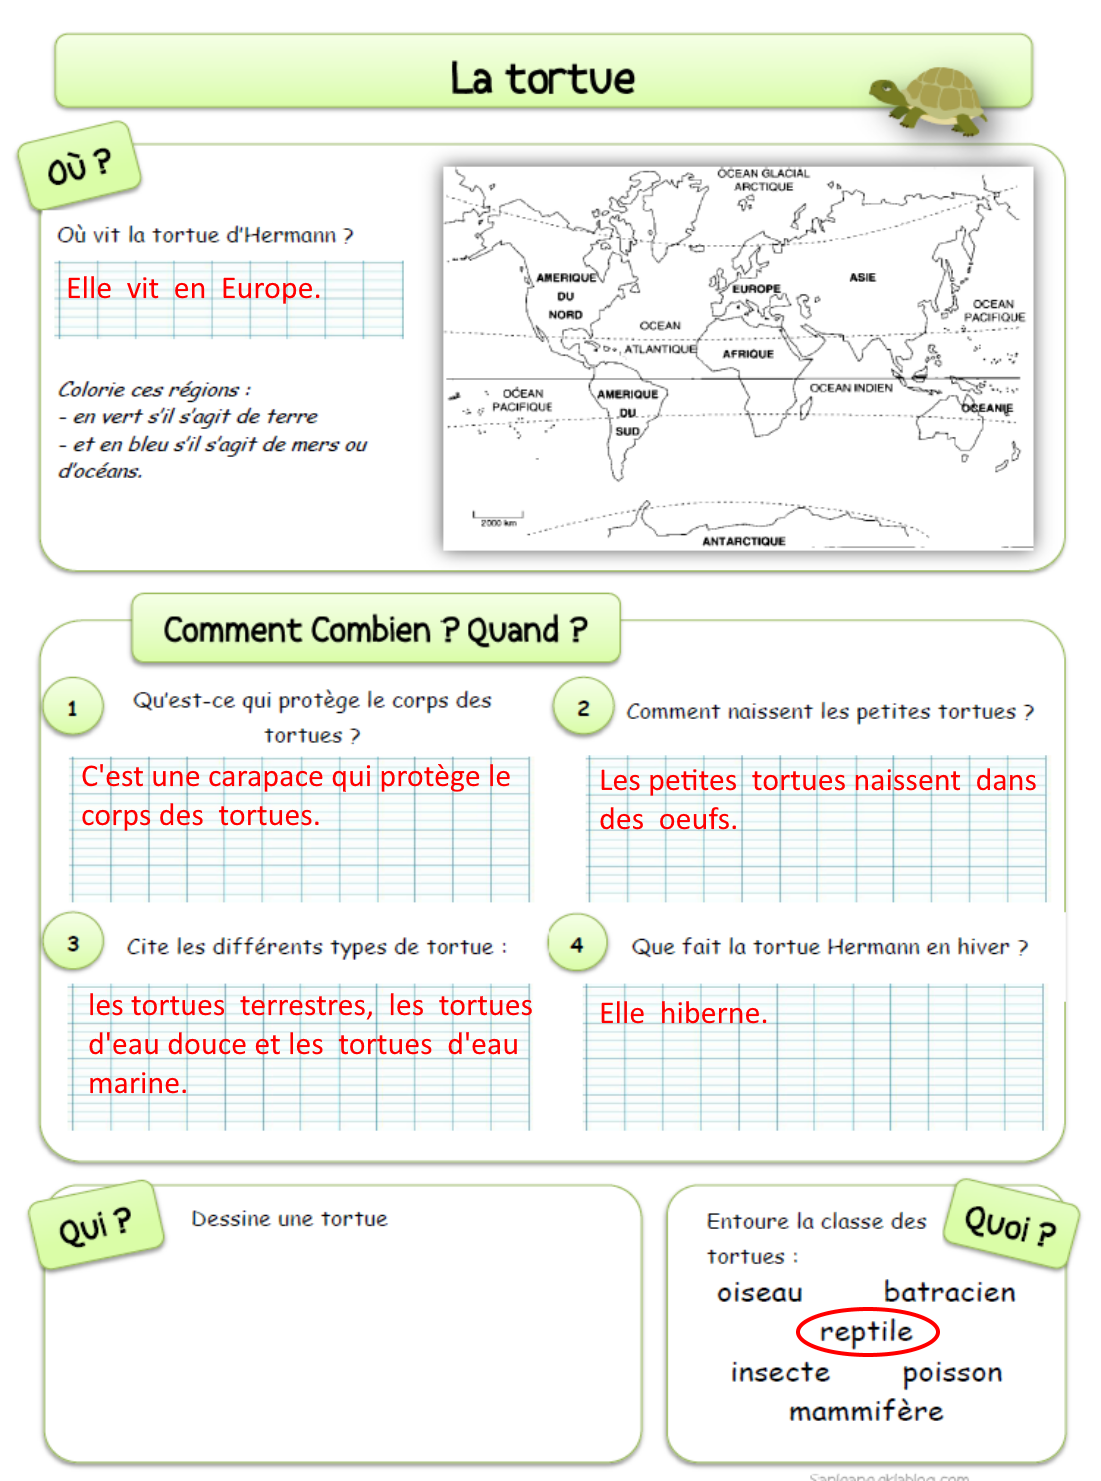 La tortue
Où ?
Où vit la tortue d'Hermann ?
Elle vit en Europe.
Colorie ces régions :
- en vert s'il s'agit de terre
- et en bleu s'il s'agit de mers ou
d'océans.
OCEAN GLACIAL
ARCTIQUE
AMERIQUE
DU
NORD
EUROPE
ASIE
OCEAN
PACIFIQUE
OCEAN
ATLANTIQUE
AFRIQUE
OCÉAN
PACIFIQUE
AMERIQUE
DU
SUD
OCEAN INDIEN
OCEANIE
2000 km
ANTARCTIQUE
Comment Combien ? Quand ?
1
Qu'est-ce qui protège le corps des
tortues ?
C'est une carapace qui protège le
corps des tortues.
2
Comment naissent les petites tortues ?
Les petites tortues naissent dans
des oeufs.
3
Cite les différents types de tortue :
les tortues terrestres, les tortues
d'eau douce et les tortues d'eau
marine.
4
Que fait la tortue Hermann en hiver ?
Elle hiberne.
Qui ?
Dessine une tortue
Quoi ?
Entoure la classe des
tortues :
oiseau batracien
reptile
insecte poisson
mammifère